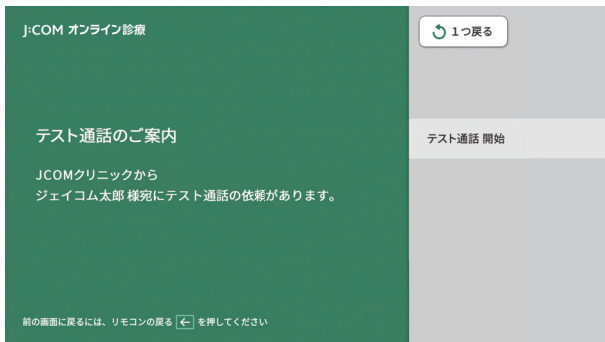 J:COM オンライン診療
1つ戻る
テスト通話のご案内
テスト通話 開始
JCOMクリニックから
ジェイコム太郎 様宛にテスト通話の依頼があります。
前の画面に戻るには、リモコンの戻る ← を押してください